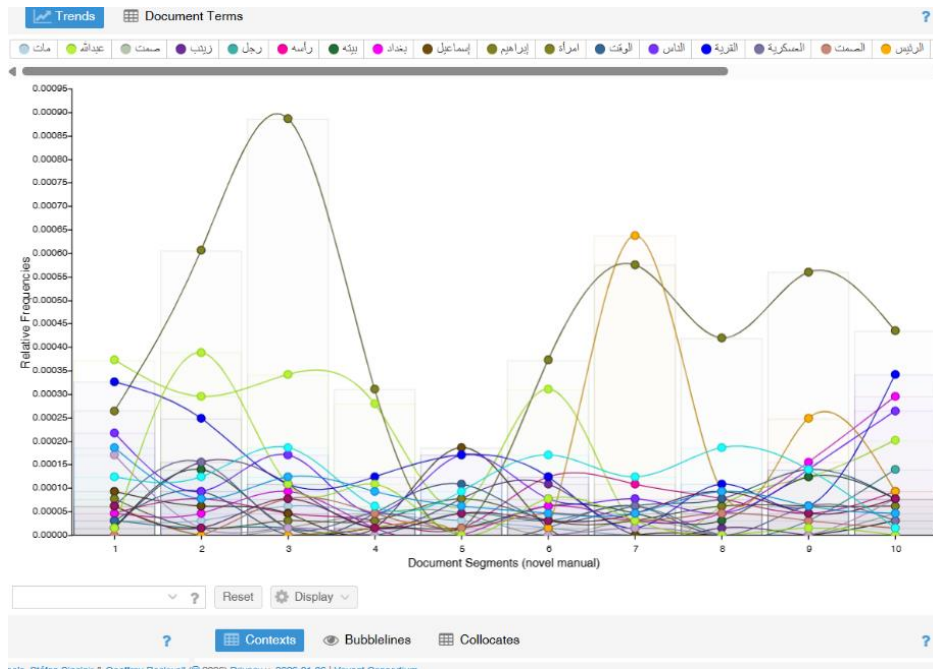 Trends Document Terms ?
الرئيس الصمت العسكرية القرية الناس الوقت امرأة إبراهيم إسماعيل بغداد بيته رأسه رجل زينب صمت عبدالله مات
0.00095
0.00090
0.00085
0.00080
0.00075
0.00070
0.00065
0.00060
0.00055
0.00050
0.00045
0.00040
0.00035
0.00030
0.00025
0.00020
0.00015
0.00010
0.00005
0.00000
Relative Frequencies
1 2 3 4 5 6 7 8 9 10
Document Segments (novel manual)
? Reset Display
? Contexts Bubblelines Collocates ?